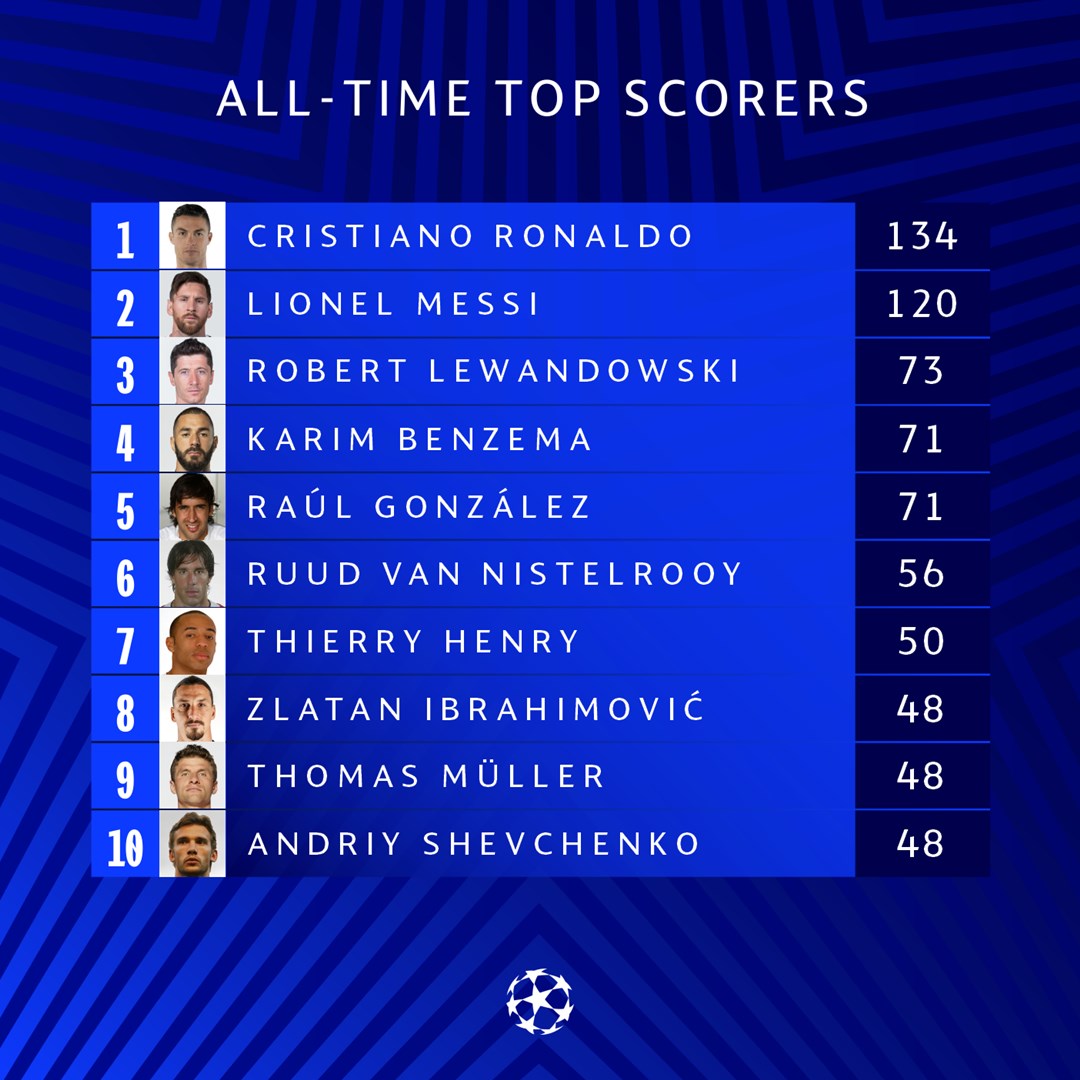 ALL-TIME TOP SCORERS
1 CRISTIANO RONALDO 134
2 LIONEL MESSI 120
3 ROBERT LEWANDOWSKI 73
4 KARIM BENZEMA 71
5 RAÚL GONZÁLEZ 71
6 RUUD VAN NISTELROOY 56
7 THIERRY HENRY 50
8 ZLATAN IBRAHIMOVIĆ 48
9 THOMAS MÜLLER 48
10 ANDRIY SHEVCHENKO 48